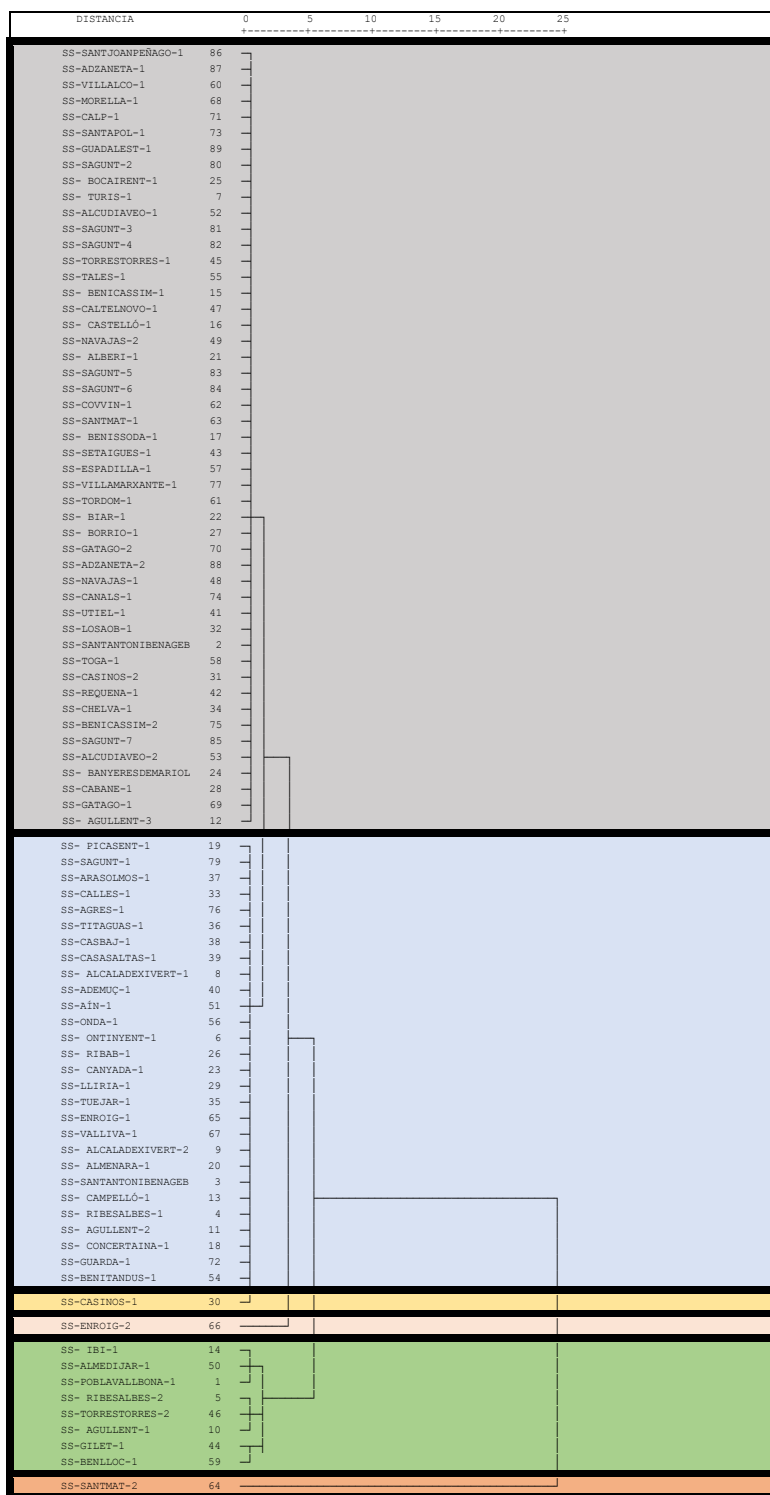 DISTANCIA 0 5 10 15 20 25
+---------+---------+---------+---------+---------+
SS-SANTJOANPEÑAGO-1 86
SS-ADZANETA-1 87
SS-VILLALCO-1 60
SS-MORELLA-1 68
SS-CALP-1 71
SS-SANTAPOL-1 73
SS-GUADALEST-1 89
SS-SAGUNT-2 80
SS- BOCAIRENT-1 25
SS- TURIS-1 7
SS-ALCUDIAVEO-1 52
SS-SAGUNT-3 81
SS-SAGUNT-4 82
SS-TORRESTORRES-1 45
SS-TALES-1 55
SS- BENICASSIM-1 15
SS-CALTELNOVO-1 47
SS- CASTELLÓ-1 16
SS-NAVAJAS-2 49
SS- ALBERI-1 21
SS-SAGUNT-5 83
SS-SAGUNT-6 84
SS-COVVIN-1 62
SS-SANTMAT-1 63
SS- BENISSODA-1 17
SS-SETAIGUES-1 43
SS-ESPADILLA-1 57
SS-VILLAMARXANTE-1 77
SS-TORDOM-1 61
SS- BIAR-1 22
SS- BORRIO-1 27
SS-GATAGO-2 70
SS-ADZANETA-2 88
SS-NAVAJAS-1 48
SS-CANALS-1 74
SS-UTIEL-1 41
SS-LOSAOB-1 32
SS-SANTANTONIBENAGEB 2
SS-TOGA-1 58
SS-CASINOS-2 31
SS-REQUENA-1 42
SS-CHELVA-1 34
SS-BENICASSIM-2 75
SS-SAGUNT-7 85
SS-ALCUDIAVEO-2 53
SS- BANYERESDEMARIOL 24
SS-CABANE-1 28
SS-GATAGO-1 69
SS- AGULLENT-3 12
SS- PICASENT-1 19
SS-SAGUNT-1 79
SS-ARASOLMOS-1 37
SS-CALLES-1 33
SS-AGRES-1 76
SS-TITAGUAS-1 36
SS-CASBAJ-1 38
SS-CASASALTAS-1 39
SS- ALCALADEXIVERT-1 8
SS-ADEMUÇ-1 40
SS-AÍN-1 51
SS-ONDA-1 56
SS- ONTINYENT-1 6
SS- RIBAB-1 26
SS- CANYADA-1 23
SS-LLIRIA-1 29
SS-TUEJAR-1 35
SS-ENROIG-1 65
SS-VALLIVA-1 67
SS- ALCALADEXIVERT-2 9
SS- ALMENARA-1 20
SS-SANTANTONIBENAGEB 3
SS- CAMPELLÓ-1 13
SS- RIBESALBES-1 4
SS- AGULLENT-2 11
SS- CONCERTAINA-1 18
SS-GUARDA-1 72
SS-BENITANDUS-1 54
SS-CASINOS-1 30
SS-ENROIG-2 66
SS- IBI-1 14
SS-ALMEDIJAR-1 50
SS-POBLAVALLBONA-1 1
SS- RIBESALBES-2 5
SS-TORRESTORRES-2 46
SS- AGULLENT-1 10
SS-GILET-1 44
SS-BENLLOC-1 59
SS-SANTMAT-2 64